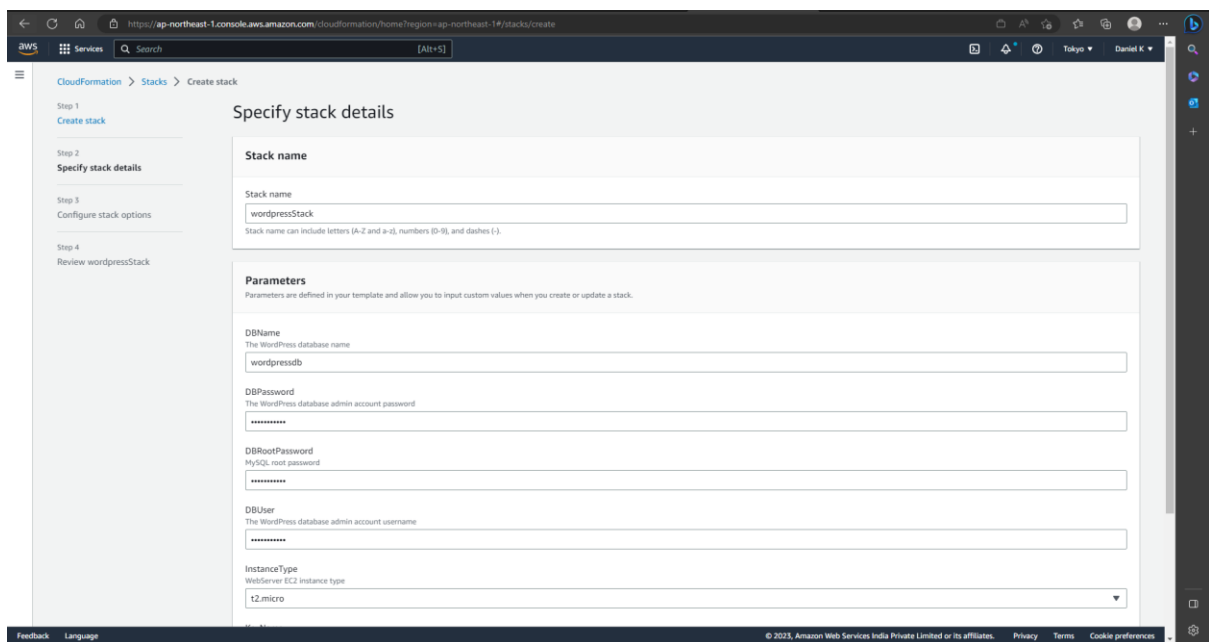 https://ap-northeast-1.console.aws.amazon.com/cloudformation/home?region=ap-northeast-1#/stacks/create
aws Services Search [Alt+S] Tokyo ▼ Daniel K ▼
CloudFormation > Stacks > Create stack
Step 1
Create stack
Step 2
Specify stack details
Step 3
Configure stack options
Step 4
Review wordpressStack
Specify stack details
Stack name
Stack name
wordpressStack
Stack name can include letters (A-Z and a-z), numbers (0-9), and dashes (-).
Parameters
Parameters are defined in your template and allow you to input custom values when you create or update a stack.
DBName
The WordPress database name
wordpressdb
DBPassword
The WordPress database admin account password
•••••••••••
DBRootPassword
MySQL root password
•••••••••••
DBUser
The WordPress database admin account username
•••••••••••
InstanceType
WebServer EC2 instance type
t2.micro
Feedback Language © 2023, Amazon Web Services India Private Limited or its affiliates. Privacy Terms Cookie preferences